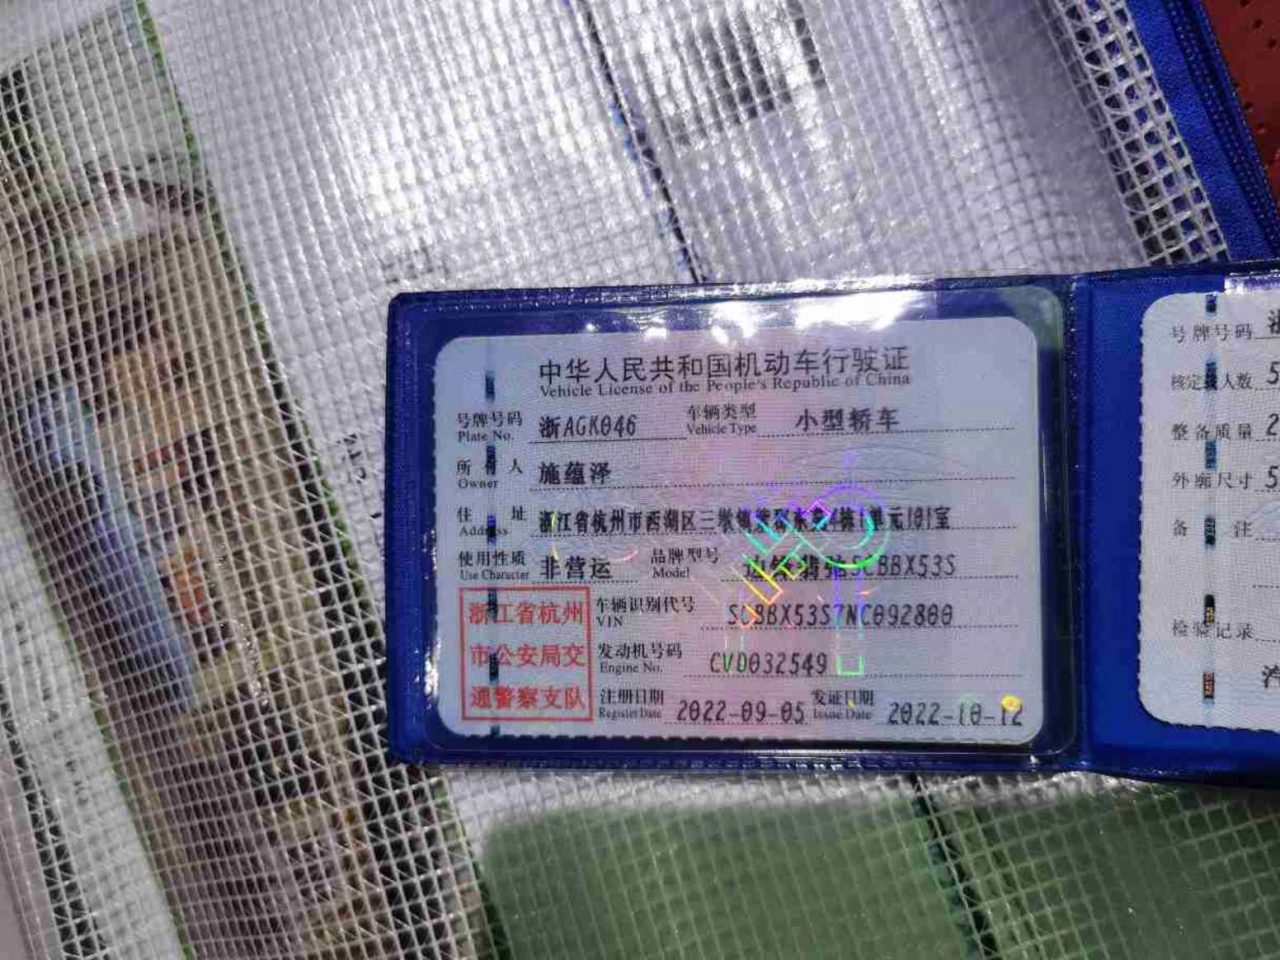 中华人民共和国机动车行驶证
Vehicle License of the People's Republic of China
号牌号码 浙AGK046 车辆类型 小型轿车
Plate No. Vehicle Type
所 人 施蕴泽
Owner
住 址 浙江省杭州市西湖区三墩镇 单元101室
Address
使用性质 非营运 品牌型号 SCBBX53S
Use Character Model
浙江省杭州
市公安局交
通警察支队
车辆识别代号 SCBBX53S7NC092800
VIN
发动机号码 CVD032549
Engine No.
注册日期 2022-09-05 发证日期 2022-10-12
Register Date Issue Date
号牌号码
核定 人数 5
整备质量 2
外廓尺寸 5
备 注
检验记录